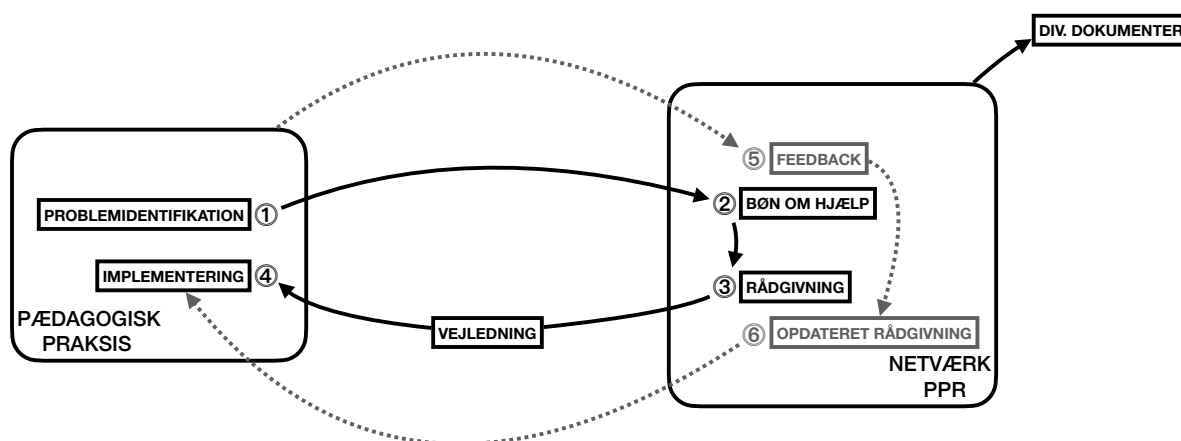 DIV. DOKUMENTER
⑤ FEEDBACK
PROBLEMIDENTIFIKATION ①
② BØN OM HJÆLP
IMPLEMENTERING ④
③ RÅDGIVNING
PÆDAGOGISK
PRAKSIS
VEJLEDNING
⑥ OPDATERET RÅDGIVNING
NETVÆRK
PPR